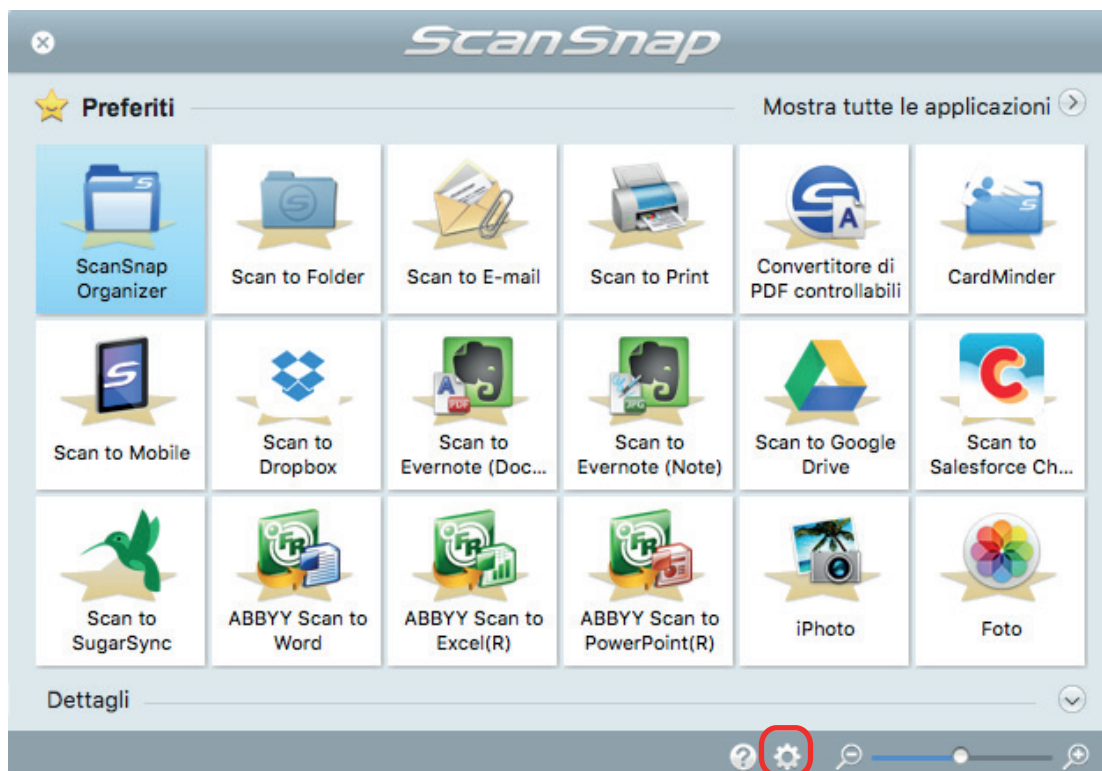 ScanSnap
Preferiti
Mostra tutte le applicazioni
ScanSnap
Organizer
Scan to Folder
Scan to E-mail
Scan to Print
Convertitore di
PDF controllabili
CardMinder
Scan to Mobile
Scan to
Dropbox
Scan to
Evernote (Doc...
Scan to
Evernote (Note)
Scan to Google
Drive
Scan to
Salesforce Ch...
Scan to
SugarSync
ABBYY Scan to
Word
ABBYY Scan to
Excel(R)
ABBYY Scan to
PowerPoint(R)
iPhoto
Foto
Dettagli